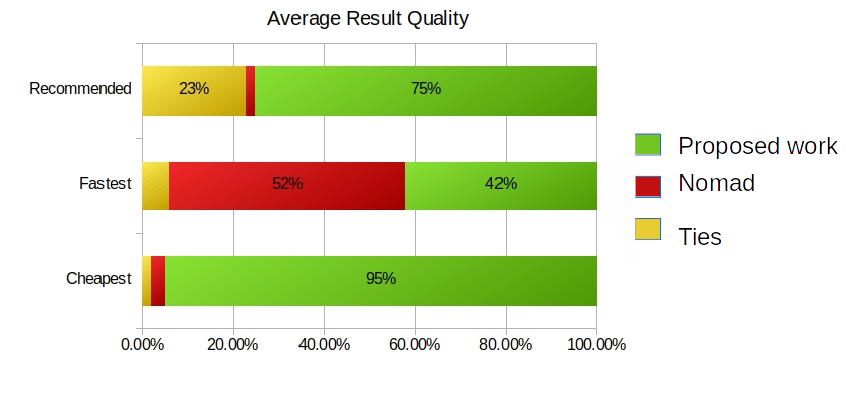 Average Result Quality
Recommended
23%
75%
Fastest
52%
42%
Cheapest
95%
0.00%
20.00%
40.00%
60.00%
80.00%
100.00%
Proposed work
Nomad
Ties